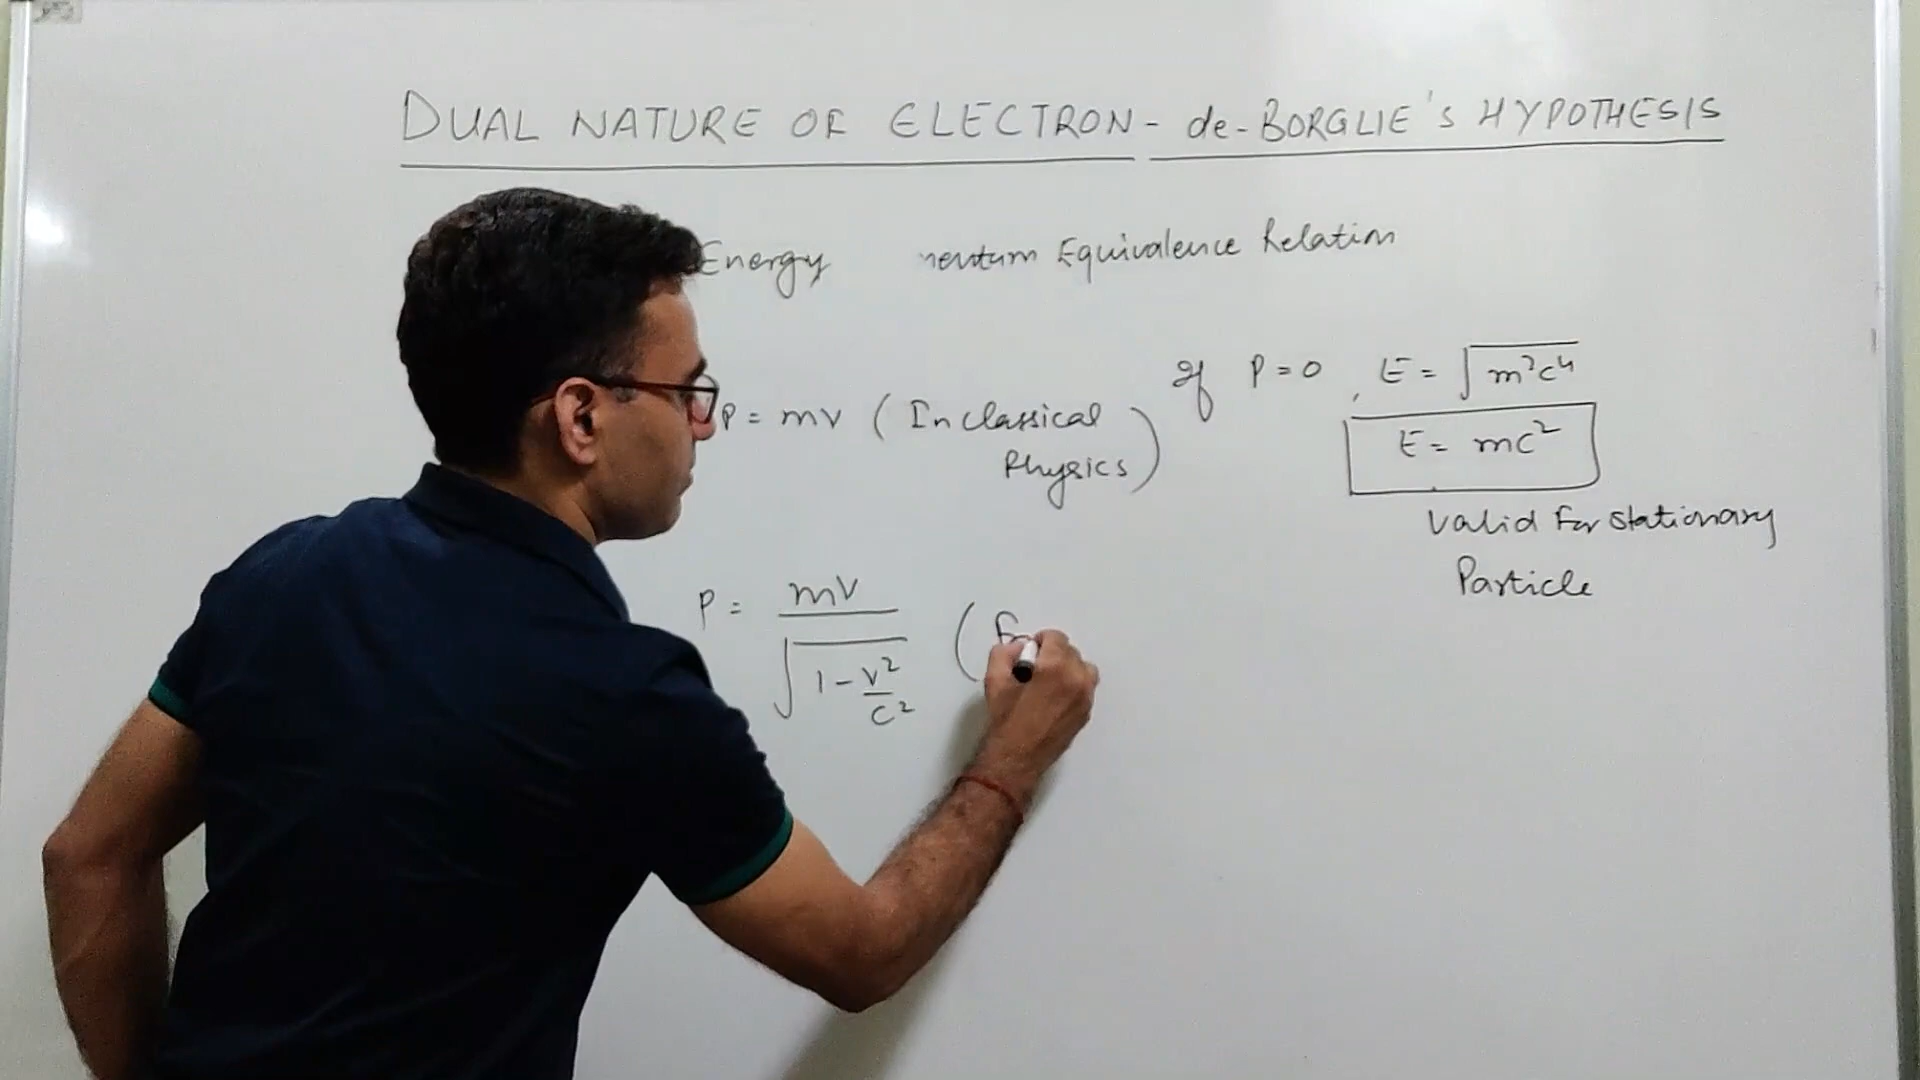 DUAL NATURE OF ELECTRON - de-BORGLIE'S HYPOTHESIS
Energy Equivalence Relation
P = mv (In classical Physics)
If P = 0, E = √m²c⁴
E = mc²
Valid For stationary
Particle
P = mv / √1 - v²/c² (